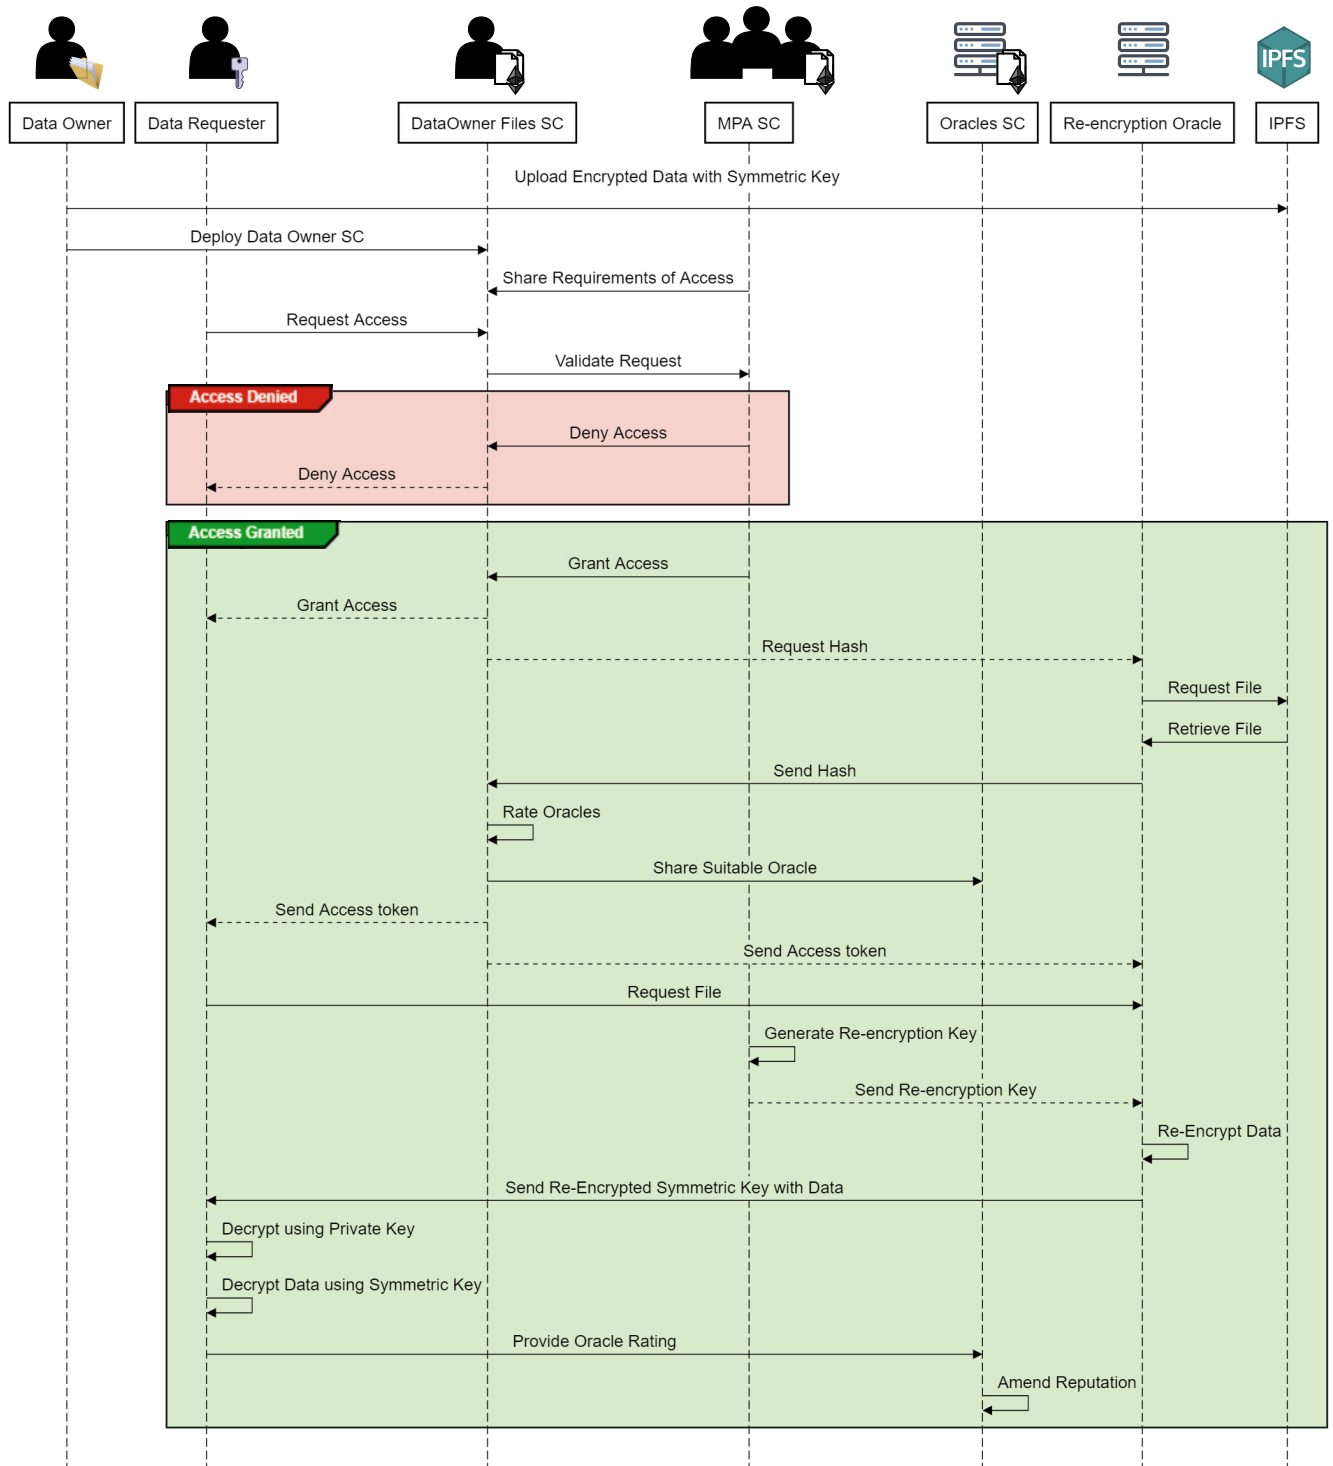 IPFS
Data Owner
Data Requester
DataOwner Files SC
MPA SC
Oracles SC
Re-encryption Oracle
IPFS
Upload Encrypted Data with Symmetric Key
Deploy Data Owner SC
Share Requirements of Access
Request Access
Validate Request
Access Denied
Deny Access
Deny Access
Access Granted
Grant Access
Grant Access
Request Hash
Request File
Retrieve File
Send Hash
Rate Oracles
Share Suitable Oracle
Send Access token
Send Access token
Request File
Generate Re-encryption Key
Send Re-encryption Key
Re-Encrypt Data
Send Re-Encrypted Symmetric Key with Data
Decrypt using Private Key
Decrypt Data using Symmetric Key
Provide Oracle Rating
Amend Reputation